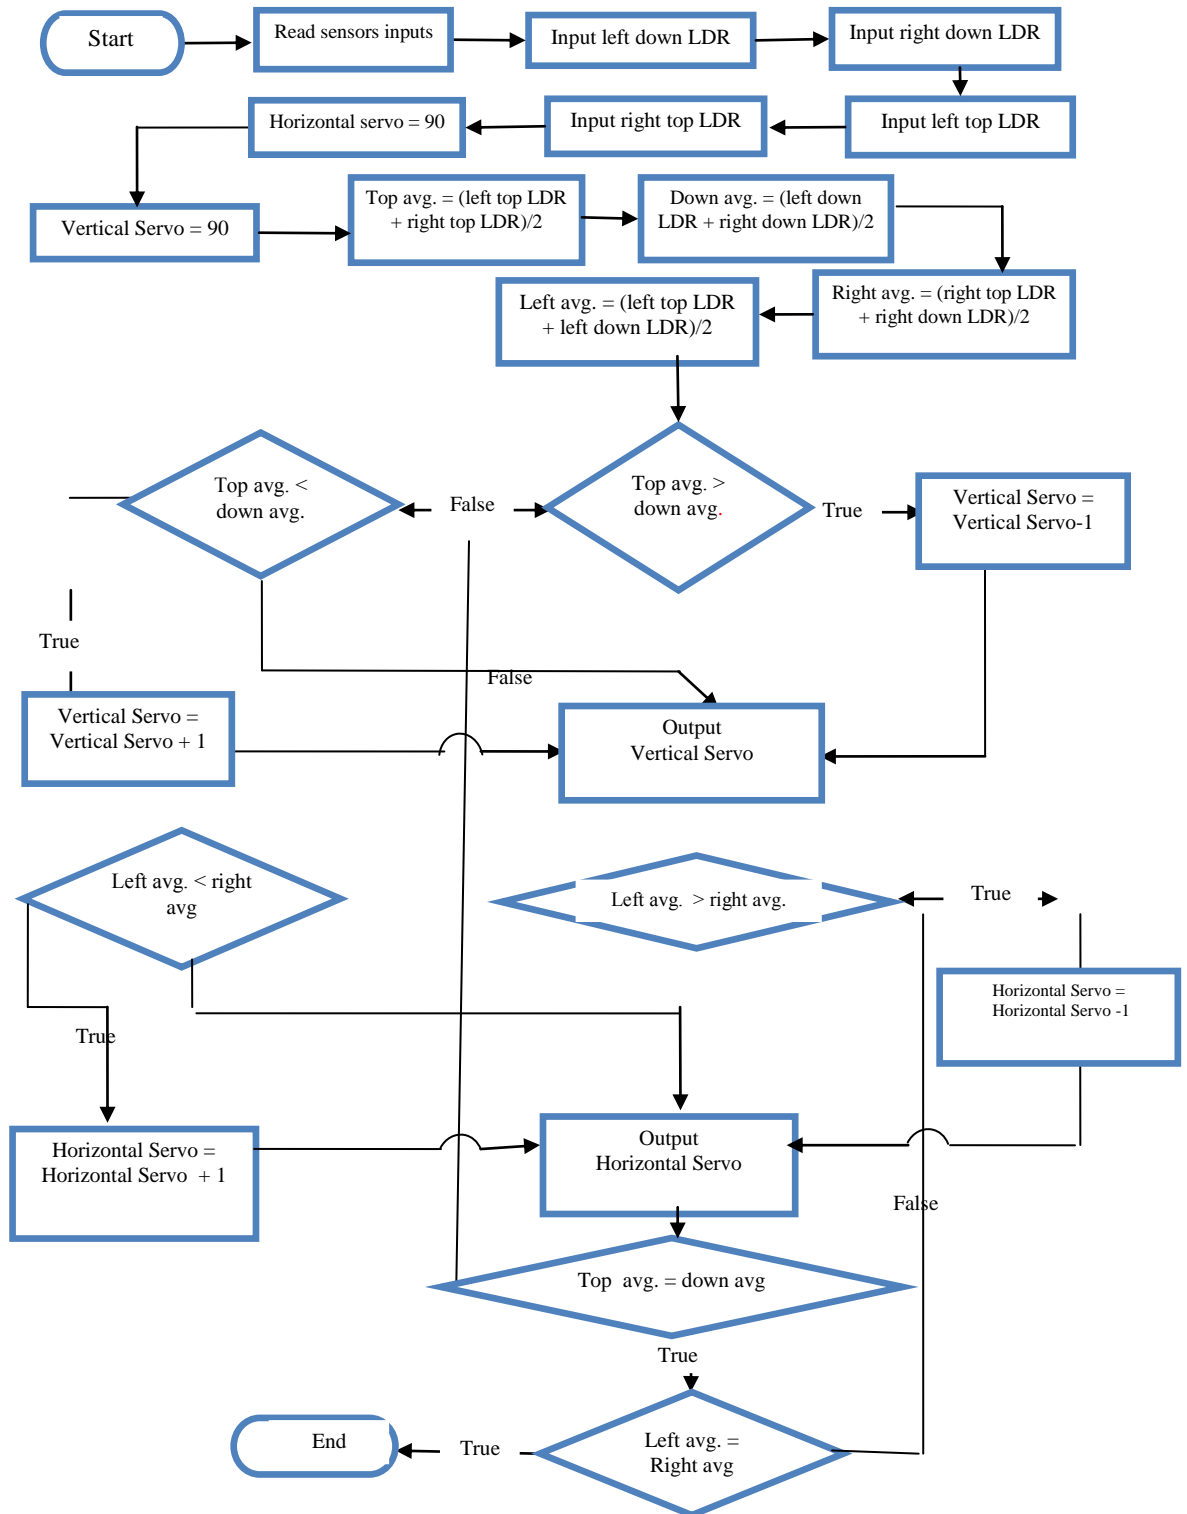 Start
Read sensors inputs
Input left down LDR
Input right down LDR
Horizontal servo = 90
Input right top LDR
Input left top LDR
Vertical Servo = 90
Top avg. = (left top LDR
+ right top LDR)/2
Down avg. = (left down
LDR + right down LDR)/2
Left avg. = (left top LDR
+ left down LDR)/2
Right avg. = (right top LDR
+ right down LDR)/2
Top avg. <
down avg.
False
Top avg. >
down avg.
True
Vertical Servo =
Vertical Servo-1
True
False
Vertical Servo =
Vertical Servo + 1
Output
Vertical Servo
Left avg. < right
avg
Left avg. > right avg.
True
Horizontal Servo =
Horizontal Servo -1
True
Horizontal Servo =
Horizontal Servo + 1
Output
Horizontal Servo
False
Top avg. = down avg
True
End
True
Left avg. =
Right avg